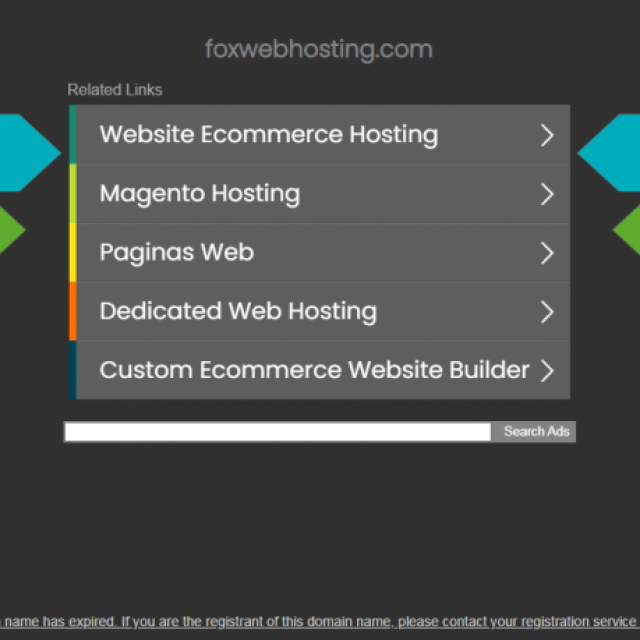 foxwebhosting.com
Related Links
Website Ecommerce Hosting
Magento Hosting
Paginas Web
Dedicated Web Hosting
Custom Ecommerce Website Builder
Search Ads
name has expired. If you are the registrant of this domain name, please contact your registration service